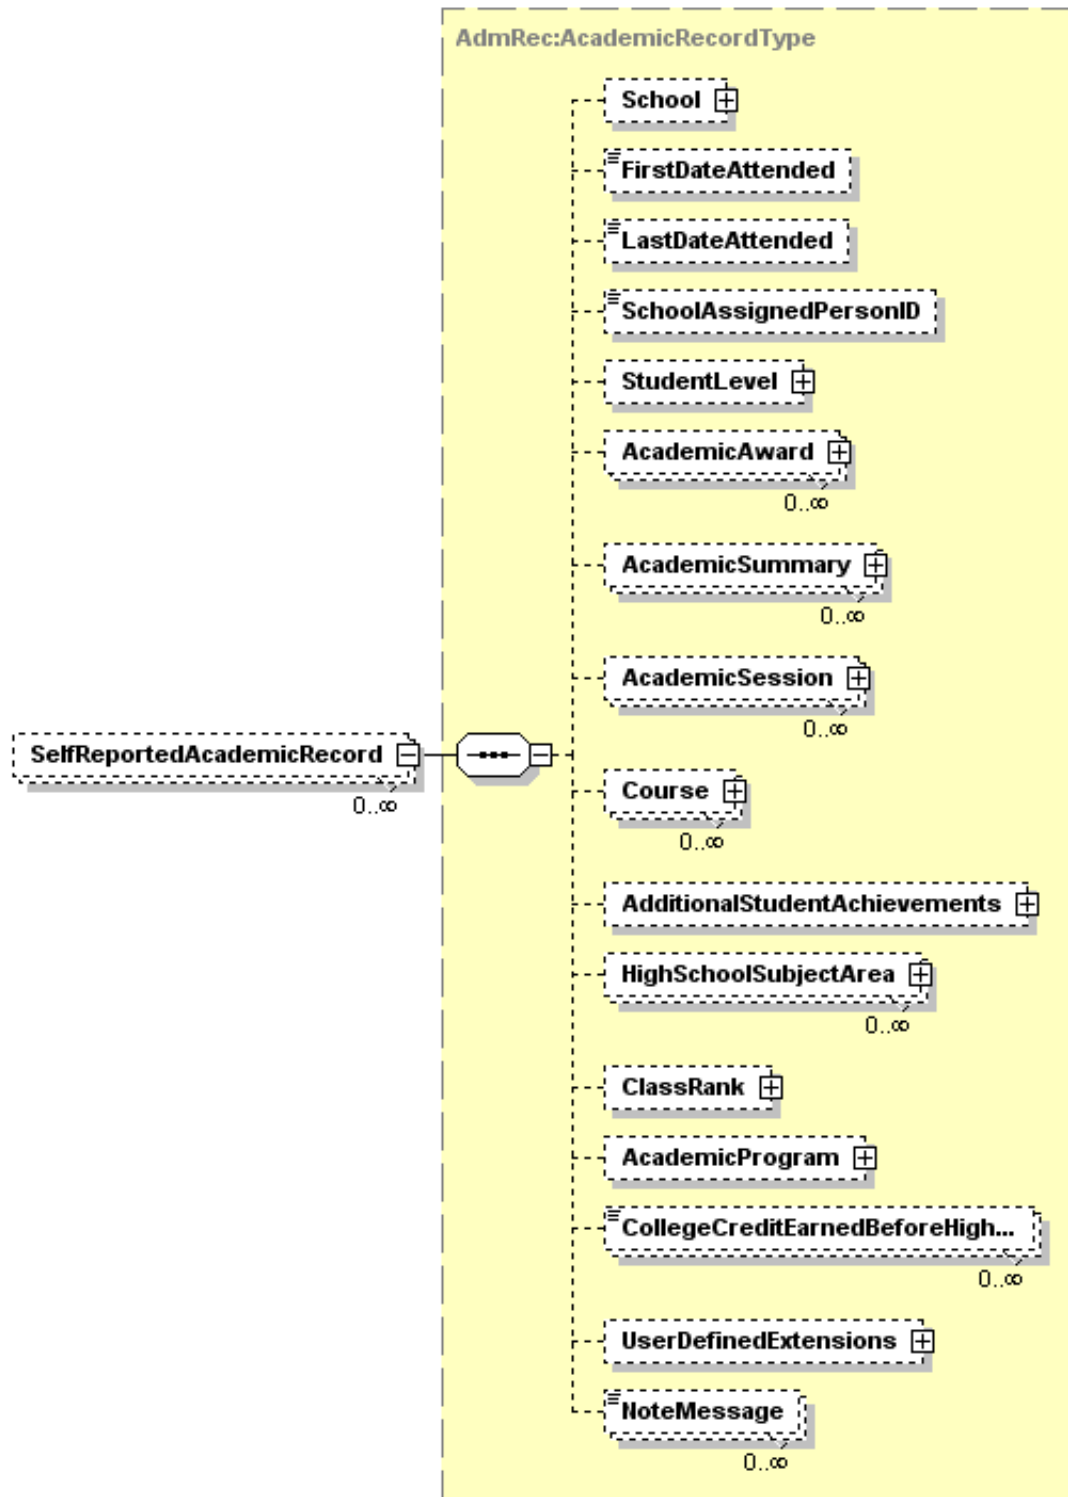 AdmRec:AcademicRecordType
School
FirstDateAttended
LastDateAttended
SchoolAssignedPersonID
StudentLevel
AcademicAward
0..∞
AcademicSummary
0..∞
AcademicSession
0..∞
SelfReportedAcademicRecord
0..∞
Course
0..∞
AdditionalStudentAchievements
HighSchoolSubjectArea
0..∞
ClassRank
AcademicProgram
CollegeCreditEarnedBeforeHigh...
0..∞
UserDefinedExtensions
NoteMessage
0..∞